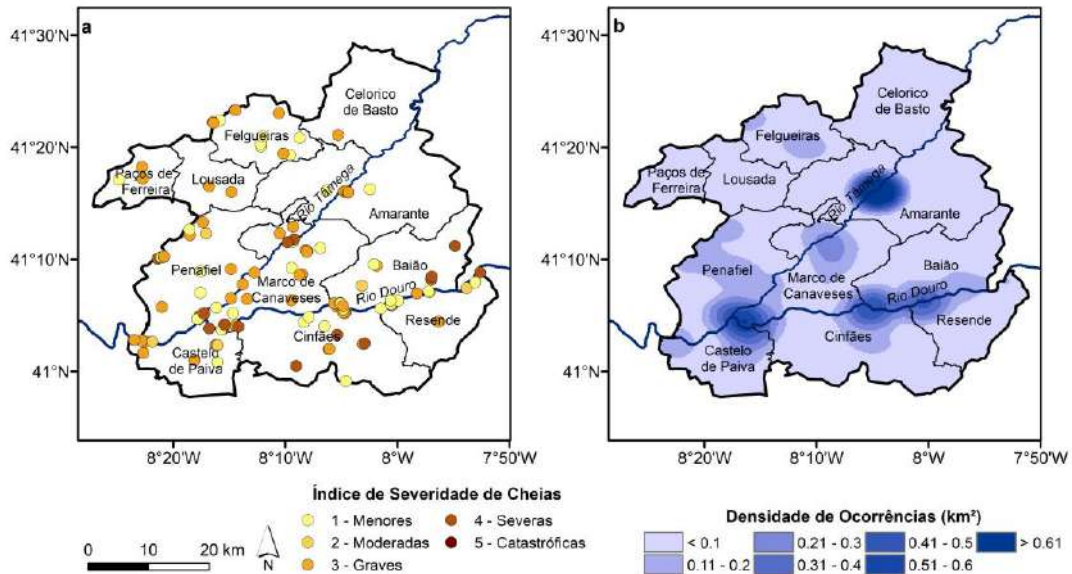 a
41°30'N
41°20'N
41°10'N
41°N
8°20'W
8°10'W
8°W
7°50'W
Celorico
de Basto
Felgueiras
Paços de
Ferreira
Lousada
Rio Tâmega
Amarante
Penafiel
Marco de
Canaveses
Baião
Rio Douro
Resende
Cinfães
Castelo
de Paiva
b
41°30'N
41°20'N
41°10'N
41°N
8°20'W
8°10'W
8°W
7°50'W
Celorico
de Basto
Felgueiras
Paços de
Ferreira
Lousada
Rio Tâmega
Amarante
Penafiel
Marco de
Canaveses
Baião
Rio Douro
Resende
Cinfães
Castelo
de Paiva
0 10 20 km
N
Índice de Severidade de Cheias
1 - Menores
2 - Moderadas
3 - Graves
4 - Severas
5 - Catastróficas
Densidade de Ocorrências (km²)
< 0.1
0.11 - 0.2
0.21 - 0.3
0.31 - 0.4
0.41 - 0.5
0.51 - 0.6
> 0.61